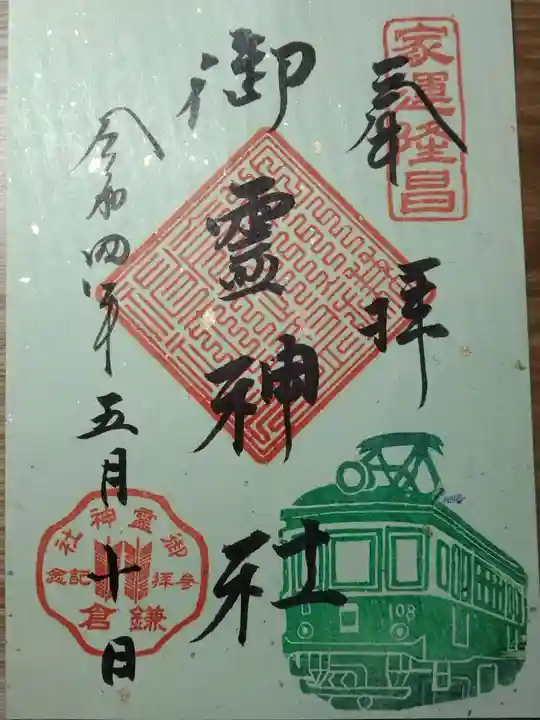 奉拝
家運隆昌
御霊神社
令和四年五月十日
御霊神社
参拝記念
鎌倉
108